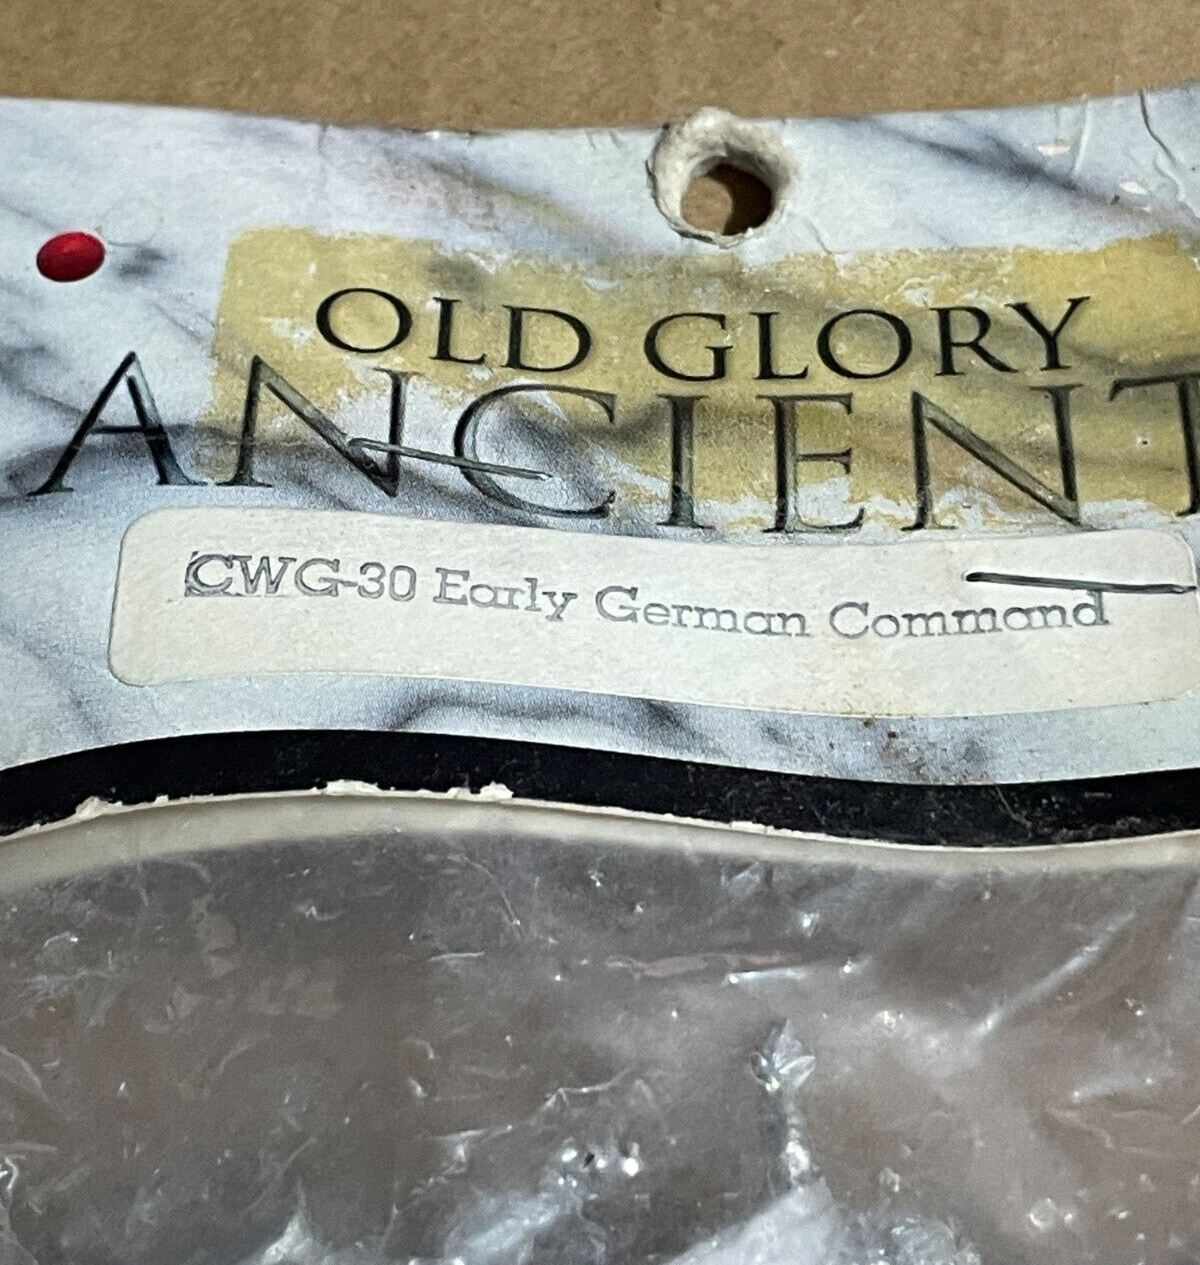 OLD GLORY
ANCIENT
CWG-30 Early German Command